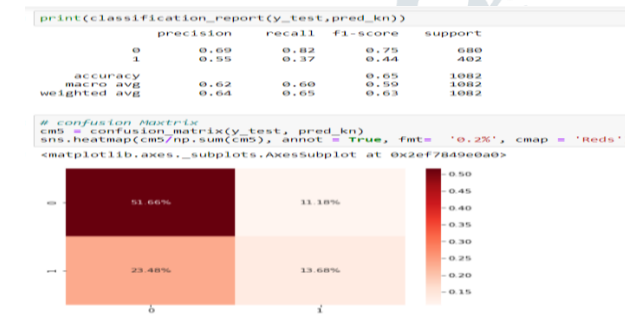 print(classification_report(y_test,pred_kn))
precision recall f1-score support
0 0.69 0.82 0.75 680
1 0.55 0.37 0.44 402
accuracy 0.65 1082
macro avg 0.62 0.60 0.59 1082
weighted avg 0.64 0.65 0.63 1082
# confusion Maxtrix
cm5 = confusion_matrix(y_test, pred_kn)
sns.heatmap(cm5/np.sum(cm5), annot = True, fmt= '0.2%', cmap = 'Reds'
<matplotlib.axes._subplots.AxesSubplot at 0x2ef7849e0a0>
0 51.66% 11.18%
1 23.48% 13.68%
0 1
0.50
0.45
0.40
0.35
0.30
0.25
0.20
0.15